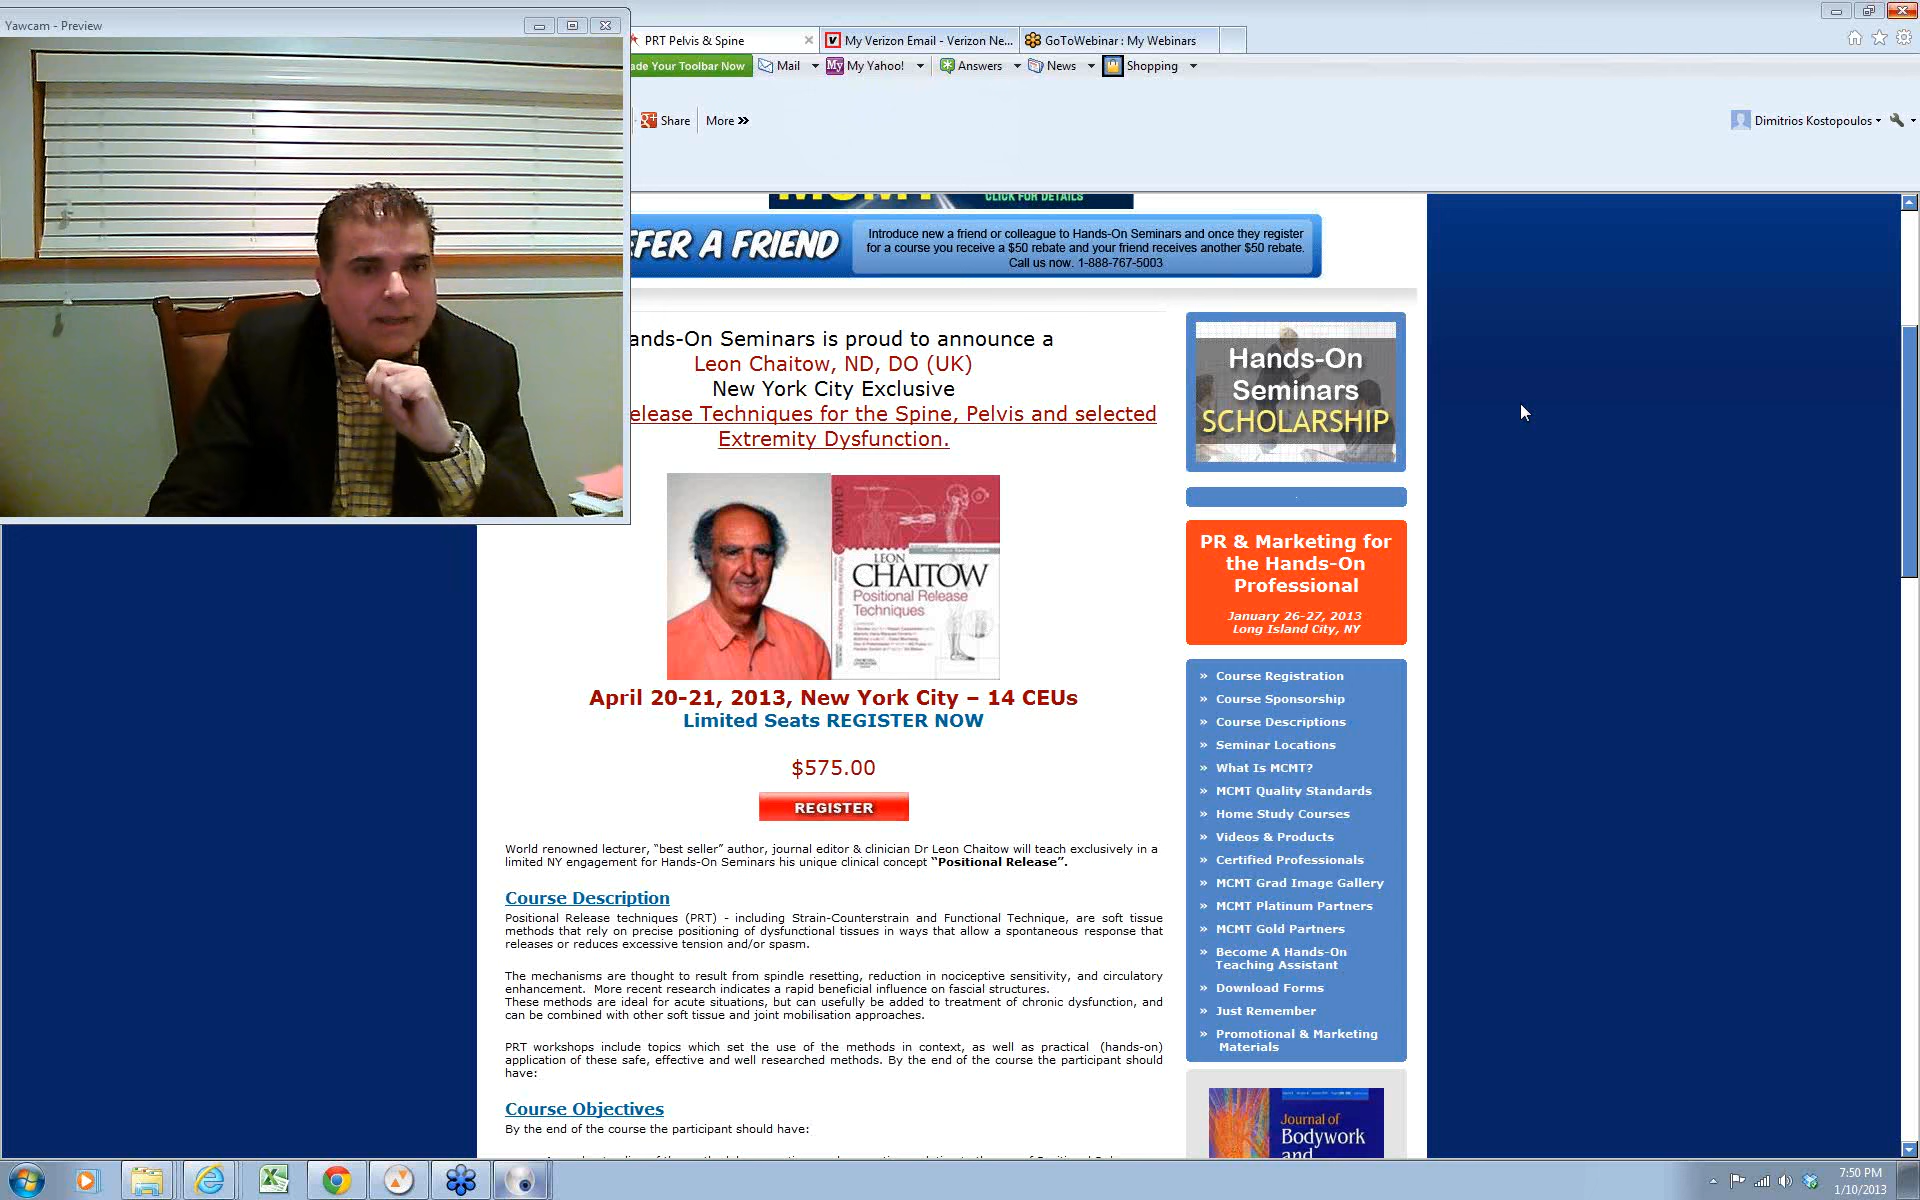 Yawcam - Preview
PRT Pelvis & Spine
My Verizon Email - Verizon Ne...
GoToWebinar : My Webinars
ade Your Toolbar Now
Mail
My Yahoo!
Answers
News
Shopping
Share
More »
Dimitrios Kostopoulos
CLICK FOR DETAILS
FER A FRIEND
Introduce new a friend or colleague to Hands-On Seminars and once they register
for a course you receive a $50 rebate and your friend receives another $50 rebate.
Call us now. 1-888-767-5003
ands-On Seminars is proud to announce a
Leon Chaitow, ND, DO (UK)
New York City Exclusive
elease Techniques for the Spine, Pelvis and selected
Extremity Dysfunction.
LEON
CHAITOW
Positional Release
Techniques
April 20-21, 2013, New York City – 14 CEUs
Limited Seats REGISTER NOW
$575.00
REGISTER
World renowned lecturer, “best seller” author, journal editor & clinician Dr Leon Chaitow will teach exclusively in a
limited NY engagement for Hands-On Seminars his unique clinical concept “Positional Release”.
Course Description
Positional Release techniques (PRT) - including Strain-Counterstrain and Functional Technique, are soft tissue
methods that rely on precise positioning of dysfunctional tissues in ways that allow a spontaneous response that
releases or reduces excessive tension and/or spasm.
The mechanisms are thought to result from spindle resetting, reduction in nociceptive sensitivity, and circulatory
enhancement. More recent research indicates a rapid beneficial influence on fascial structures.
These methods are ideal for acute situations, but can usefully be added to treatment of chronic dysfunction, and
can be combined with other soft tissue and joint mobilisation approaches.
PRT workshops include topics which set the use of the methods in context, as well as practical (hands-on)
application of these safe, effective and well researched methods. By the end of the course the participant should
have:
Course Objectives
By the end of the course the participant should have:
Hands-On
Seminars
SCHOLARSHIP
PR & Marketing for
the Hands-On
Professional
January 26-27, 2013
Long Island City, NY
» Course Registration
» Course Sponsorship
» Course Descriptions
» Seminar Locations
» What Is MCMT?
» MCMT Quality Standards
» Home Study Courses
» Videos & Products
» Certified Professionals
» MCMT Grad Image Gallery
» MCMT Platinum Partners
» MCMT Gold Partners
» Become A Hands-On
Teaching Assistant
» Download Forms
» Just Remember
» Promotional & Marketing
Materials
Journal of
Bodywork
and
7:50 PM
1/10/2013